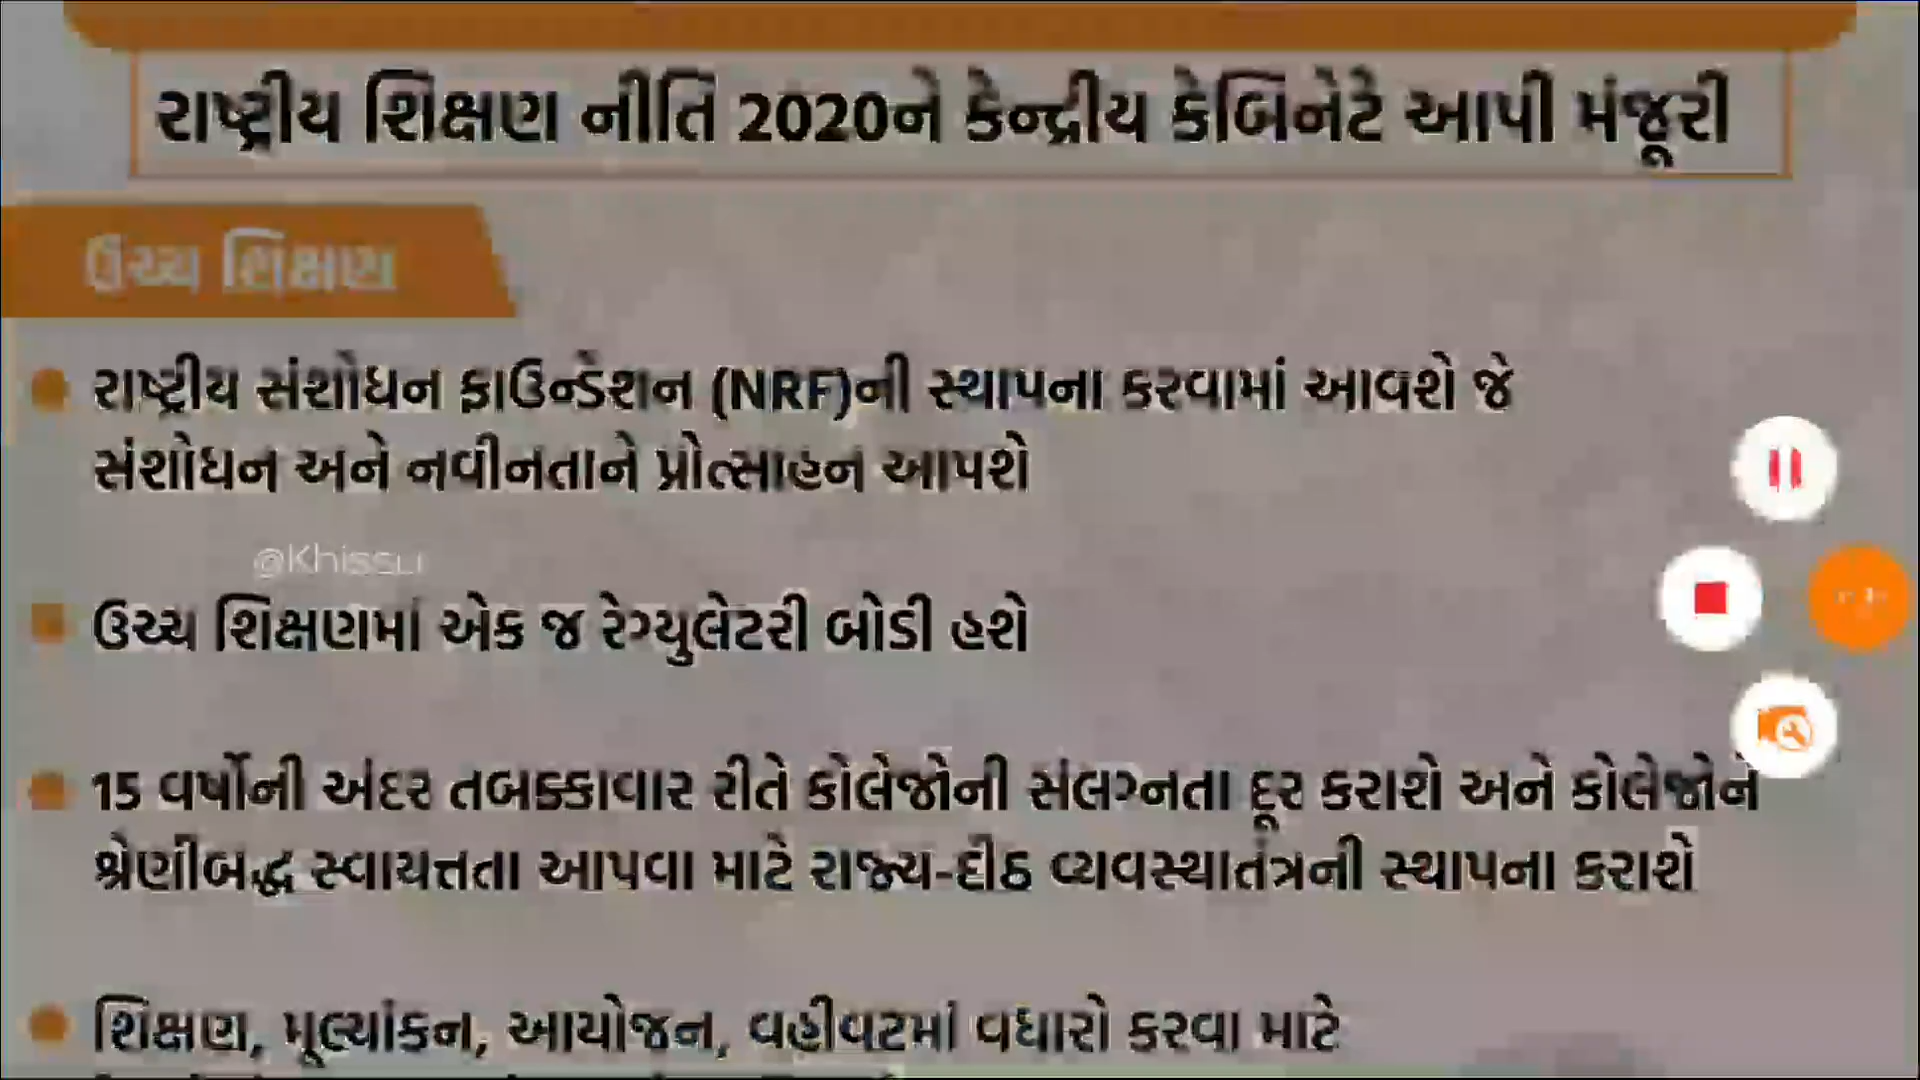 રાષ્ટ્રીય શિક્ષણ નીતિ 2020ને કેન્દ્રીય કેબિનેટે આપી મંજૂરી
ઉચ્ચ શિક્ષણ
રાષ્ટ્રીય સંશોધન ફાઉન્ડેશન (NRF)ની સ્થાપના કરવામાં આવશે જે
સંશોધન અને નવીનતાને પ્રોત્સાહન આપશે
@Khissu
ઉચ્ચ શિક્ષણમાં એક જ રેગ્યુલેટરી બોડી હશે
15 વર્ષોની અંદર તબક્કાવાર રીતે કોલેજોની સંલગ્નતા દૂર કરાશે અને કોલેજોને
શ્રેણીબદ્ધ સ્વાયત્તતા આપવા માટે રાજ્ય-દીઠ વ્યવસ્થાતંત્રની સ્થાપના કરાશે
શિક્ષણ, મૂલ્યાંકન, આયોજન, વહીવટમાં વધારો કરવા માટે